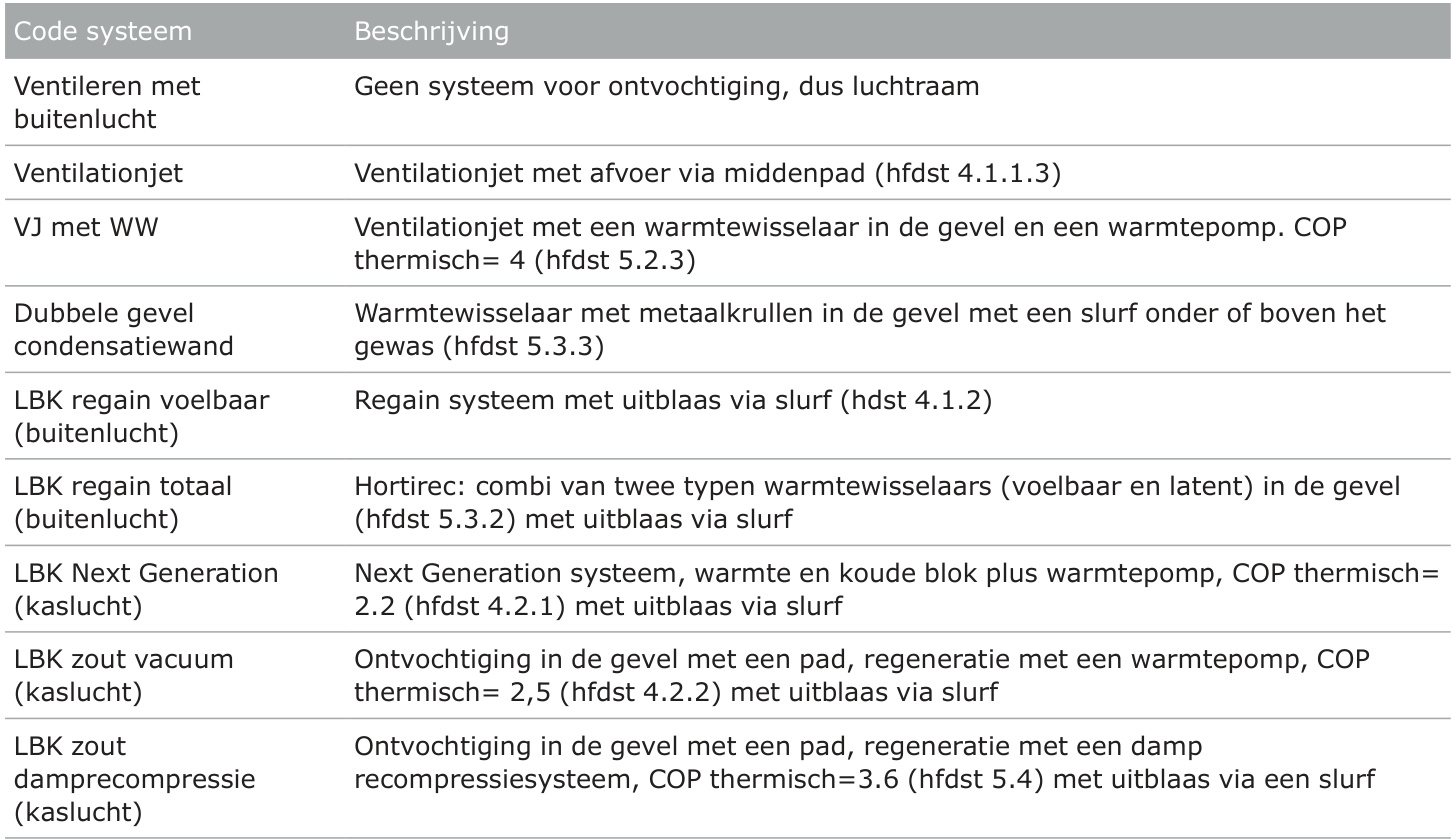 Code systeem Beschrijving
Ventileren met Geen systeem voor ontvochtiging, dus luchtraam
buitenlucht
Ventilationjet Ventilationjet met afvoer via middenpad (hfdst 4.1.1.3)
VJ met WW Ventilationjet met een warmtewisselaar in de gevel en een warmtepomp. COP
thermisch= 4 (hfdst 5.2.3)
Dubbele gevel Warmtewisselaar met metaalkrullen in de gevel met een slurf onder of boven het
condensatiewand gewas (hfdst 5.3.3)
LBK regain voelbaar Regain systeem met uitblaas via slurf (hdst 4.1.2)
(buitenlucht)
LBK regain totaal Hortirec: combi van twee typen warmtewisselaars (voelbaar en latent) in de gevel
(buitenlucht) (hfdst 5.3.2) met uitblaas via slurf
LBK Next Generation Next Generation systeem, warmte en koude blok plus warmtepomp, COP thermisch=
(kaslucht) 2.2 (hfdst 4.2.1) met uitblaas via slurf
LBK zout vacuum Ontvochtiging in de gevel met een pad, regeneratie met een warmtepomp, COP
(kaslucht) thermisch= 2,5 (hfdst 4.2.2) met uitblaas via slurf
LBK zout Ontvochtiging in de gevel met een pad, regeneratie met een damp
damprecompressie recompressiesysteem, COP thermisch=3.6 (hfdst 5.4) met uitblaas via een slurf
(kaslucht)